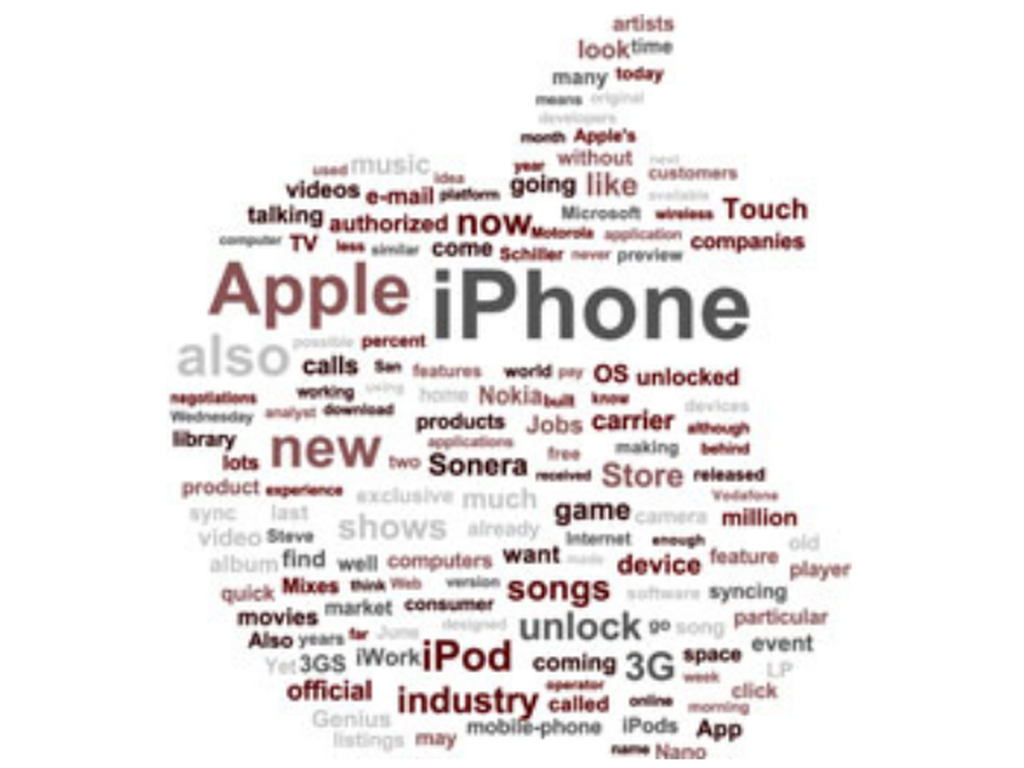 artists
look time
many today
means original
developers
month Apple's
year without next
used music idea customers
videos e-mail platform going like available
talking authorized now Microsoft wireless Touch
Motorola application
computer TV less similar come Schiller never preview companies
Apple iPhone
also possible percent
calls San features world pay OS unlocked
negotiations working using home Nokia built know devices
Wednesday analyst download products Jobs carrier although
library new applications free making behind
lots two Sonera received Store released
product experience exclusive much Vodafone
sync last game camera million
video Steve shows already Internet enough old
album find well computers want made device feature player
quick Mixes think Web version songs software syncing
movies market consumer designed unlock go song particular
Also years far June event
Yet 3GS iWork iPod coming 3G space LP
official operator week click
industry called online morning
Genius mobile-phone iPods App
listings may name Nano